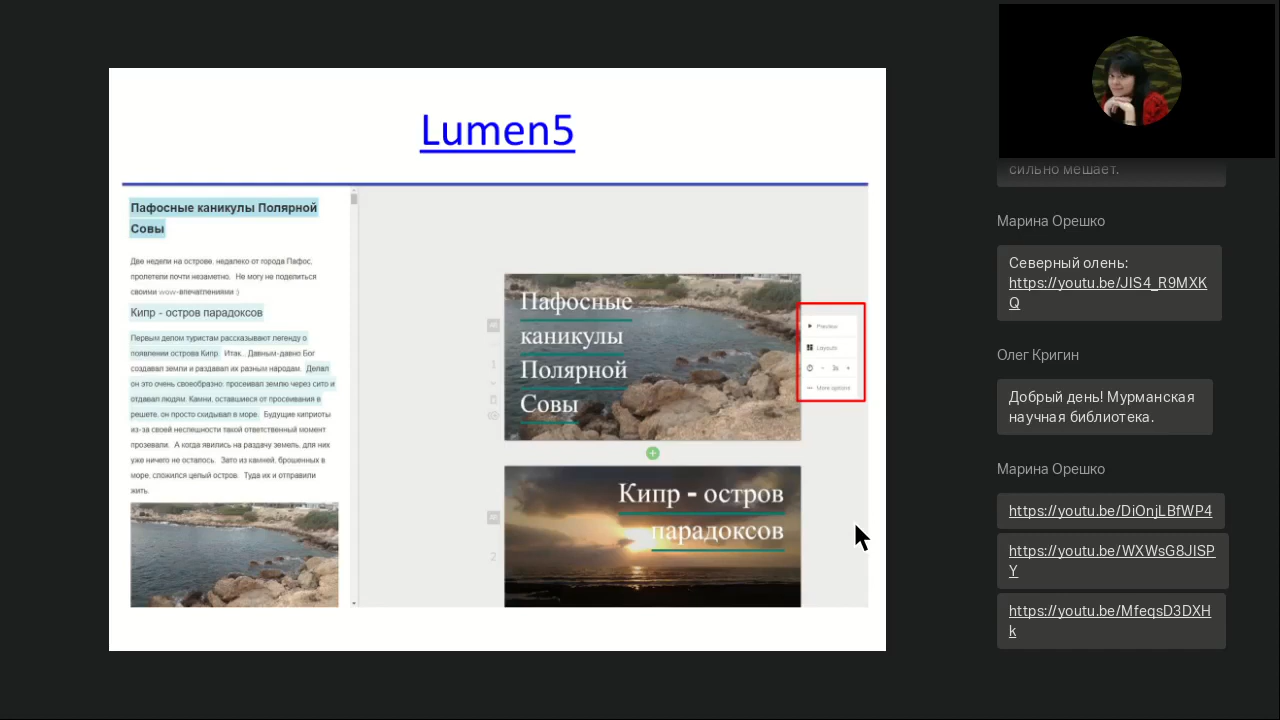 Lumen5
Пафосные каникулы Полярной
Совы
Две недели на острове, недалеко от города Пафос,
пролетели почти незаметно. Не могу не поделиться
своими wow-впечатлениями :)
Кипр - остров парадоксов
Первым делом туристам рассказывают легенду о
появлении острова Кипр. Итак... Давным-давно Бог
создавал земли и раздавал их разным народам. Делал
он это очень своеобразно: просеивал землю через сито и
отдавал людям. Камни, оставшиеся от просеивания в
решете, он просто скидывал в море. Будущие киприоты
из-за своей неспешности такой ответственный момент
прозевали. А когда явились на раздачу земель, для них
уже ничего не осталось. Зато из камней, брошенных в
море, сложился целый остров. Туда их и отправили
жить.
Пафосные
каникулы
Полярной
Совы
1
Preview
Layouts
- 3s +
More options
Кипр - остров
парадоксов
2
сильно мешает.
Марина Орешко
Северный олень:
https://youtu.be/JIS4_R9MXK
Q
Олег Кригин
Добрый день! Мурманская
научная библиотека.
Марина Орешко
https://youtu.be/DiOnjLBfWP4
https://youtu.be/WXWsG8JISP
Y
https://youtu.be/MfeqsD3DXH
k